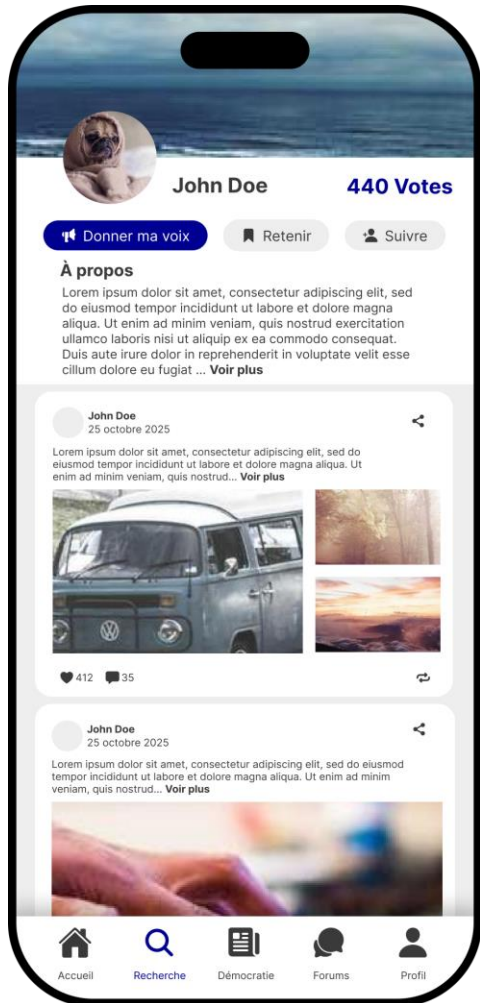 John Doe
440 Votes
Donner ma voix
Retenir
Suivre
À propos
Lorem ipsum dolor sit amet, consectetur adipiscing elit, sed
do eiusmod tempor incididunt ut labore et dolore magna
aliqua. Ut enim ad minim veniam, quis nostrud exercitation
ullamco laboris nisi ut aliquip ex ea commodo consequat.
Duis aute irure dolor in reprehenderit in voluptate velit esse
cillum dolore eu fugiat ... Voir plus
John Doe
25 octobre 2025
Lorem ipsum dolor sit amet, consectetur adipiscing elit, sed do
eiusmod tempor incididunt ut labore et dolore magna aliqua. Ut
enim ad minim veniam, quis nostrud... Voir plus
412
35
John Doe
25 octobre 2025
Lorem ipsum dolor sit amet, consectetur adipiscing elit, sed do eiusmod
tempor incididunt ut labore et dolore magna aliqua. Ut enim ad minim
veniam, quis nostrud... Voir plus
Accueil
Recherche
Démocratie
Forums
Profil